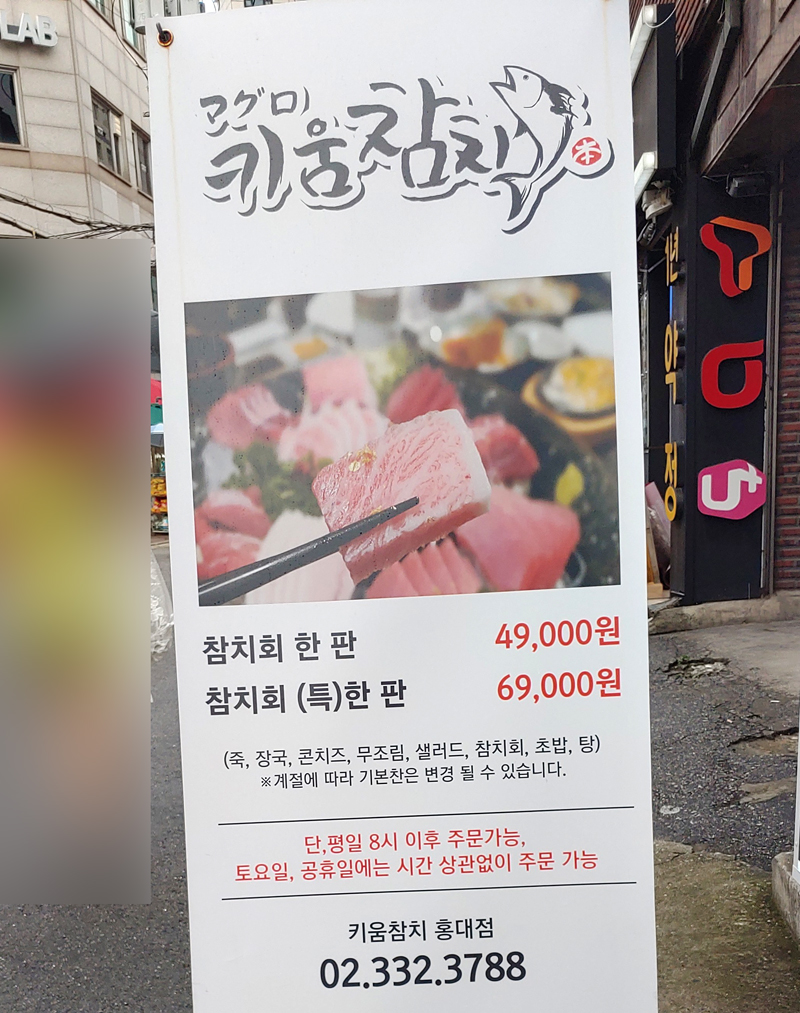 LAB
고グ미
키움참치
本
참치회 한 판 49,000원
참치회 (특)한 판 69,000원
(죽, 장국, 콘치즈, 무조림, 샐러드, 참치회, 초밥, 탕)
※계절에 따라 기본찬은 변경 될 수 있습니다.
단,평일 8시 이후 주문가능,
토요일, 공휴일에는 시간 상관없이 주문 가능
키움참치 홍대점
02.332.3788
1년 약정
U+